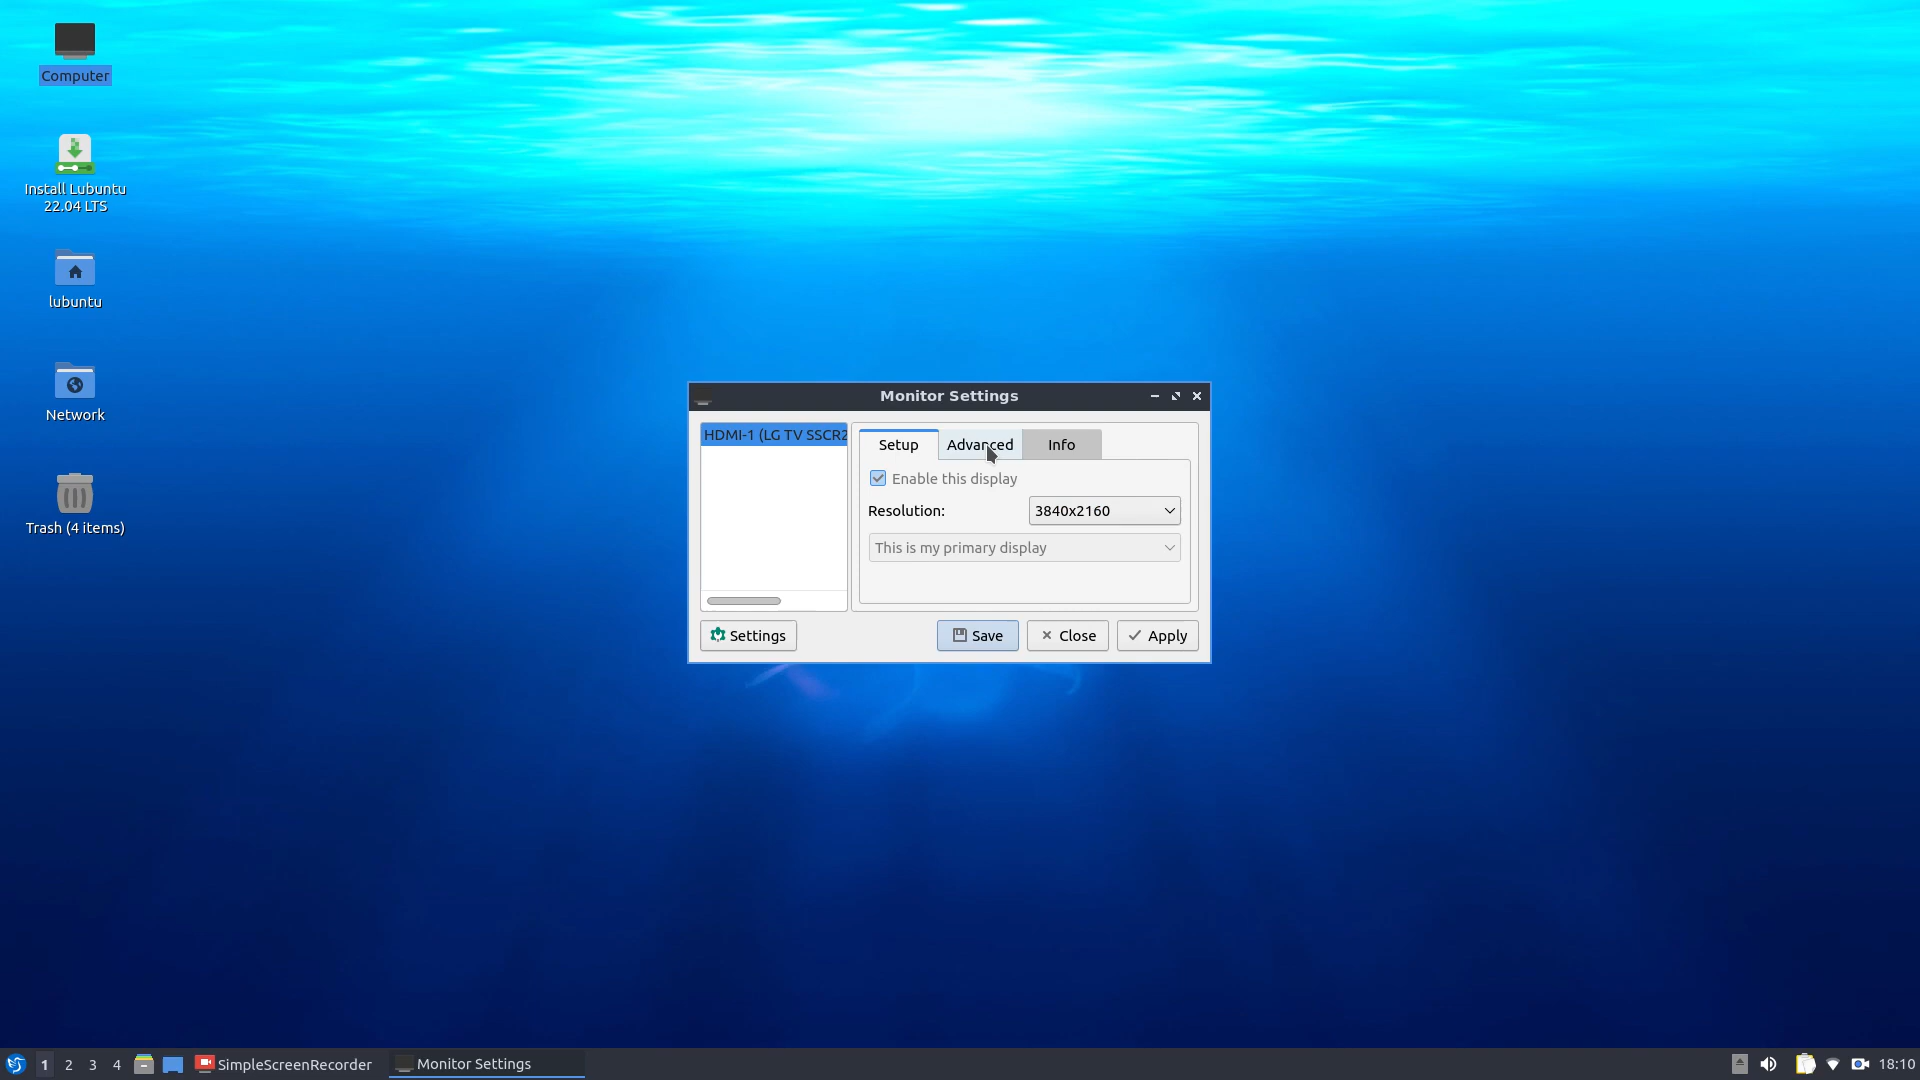 Computer
Install Lubuntu
22.04 LTS
lubuntu
Network
Trash (4 items)
Monitor Settings
HDMI-1 (LG TV SSCR2
Setup
Advanced
Info
Enable this display
Resolution:
3840x2160
This is my primary display
Settings
Save
Close
Apply
1
2
3
4
SimpleScreenRecorder
Monitor Settings
18:10